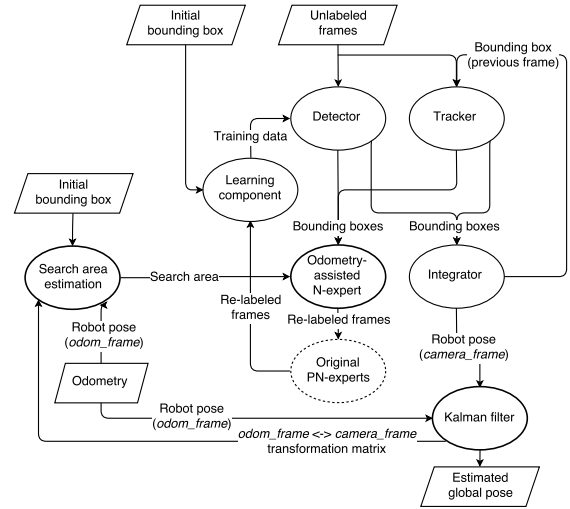 Initial
bounding box
Unlabeled
frames
Bounding box
(previous frame)
Detector
Tracker
Training data
Learning
component
Initial
bounding box
Bounding boxes
Bounding boxes
Search area
estimation
Search area
Odometry-
assisted
N-expert
Integrator
Re-labeled
frames
Re-labeled frames
Robot pose
(odom_frame)
Original
PN-experts
Robot pose
(camera_frame)
Odometry
Robot pose
(odom_frame)
Kalman filter
odom_frame <-> camera_frame
transformation matrix
Estimated
global pose